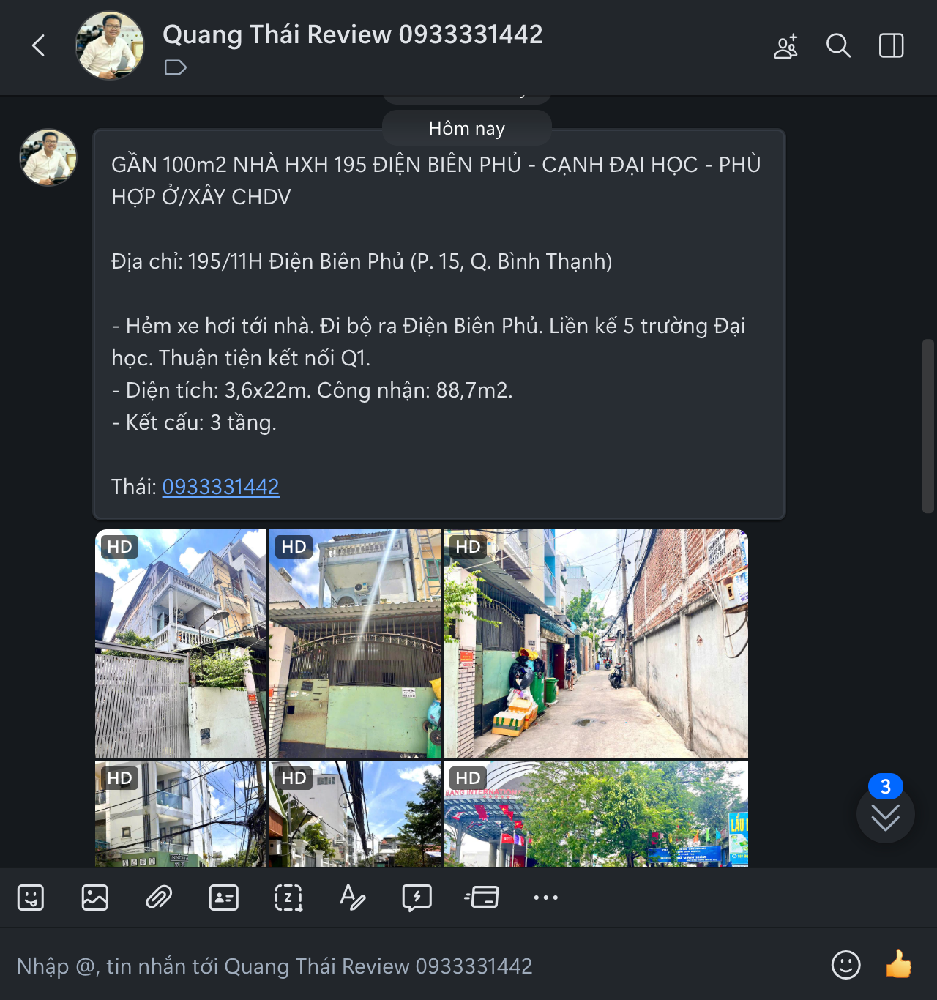 Quang Thái Review 0933331442
Hôm nay
GẦN 100m2 NHÀ HXH 195 ĐIỆN BIÊN PHỦ - CẠNH ĐẠI HỌC - PHÙ
HỢP Ở/XÂY CHDV
Địa chỉ: 195/11H Điện Biên Phủ (P. 15, Q. Bình Thạnh)
- Hẻm xe hơi tới nhà. Đi bộ ra Điện Biên Phủ. Liền kế 5 trường Đại
học. Thuận tiện kết nối Q1.
- Diện tích: 3,6x22m. Công nhận: 88,7m2.
- Kết cấu: 3 tầng.
Thái: 0933331442
HD
HD
HD
HD
HD
HD
BANG INTERNATIONAL
LẨU
3
Nhập @, tin nhắn tới Quang Thái Review 0933331442